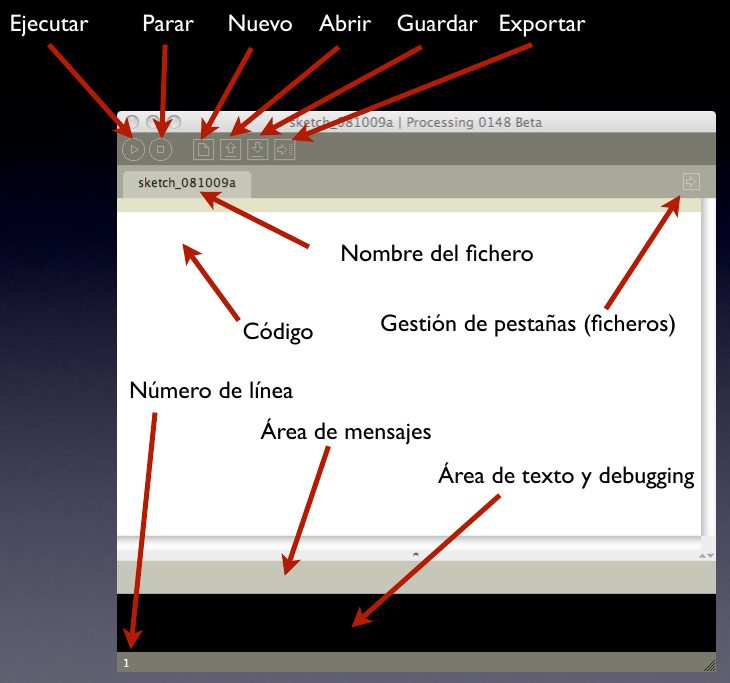 Ejecutar Parar Nuevo Abrir Guardar Exportar
sketch_081009a | Processing 0148 Beta
sketch_081009a
Nombre del fichero
Gestión de pestañas (ficheros)
Código
Número de línea
Área de mensajes
Área de texto y debugging
1